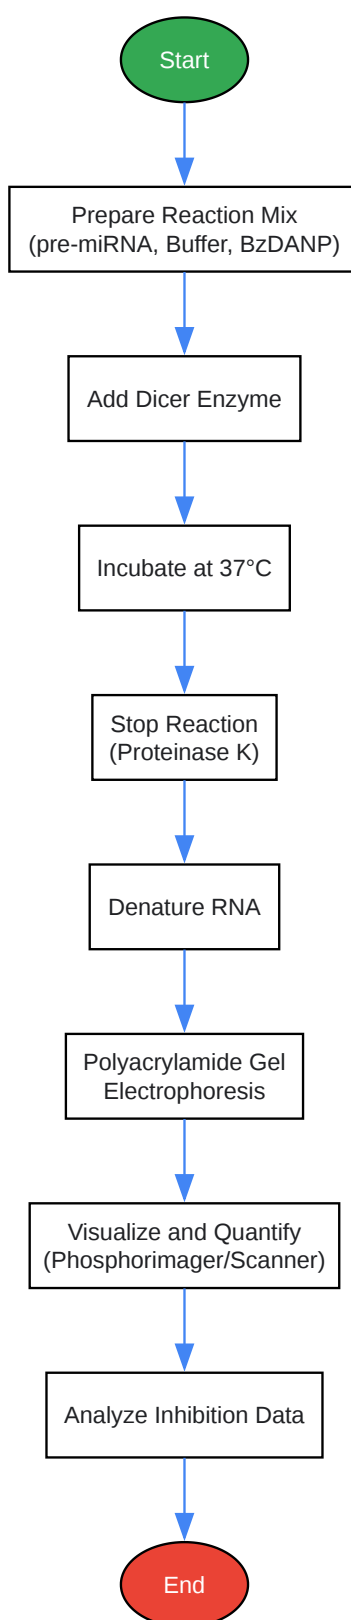 Start
Prepare Reaction Mix
(pre-miRNA, Buffer, BzDANP)
Add Dicer Enzyme
Incubate at 37°C
Stop Reaction
(Proteinase K)
Denature RNA
Polyacrylamide Gel
Electrophoresis
Visualize and Quantify
(Phosphorimager/Scanner)
Analyze Inhibition Data
End